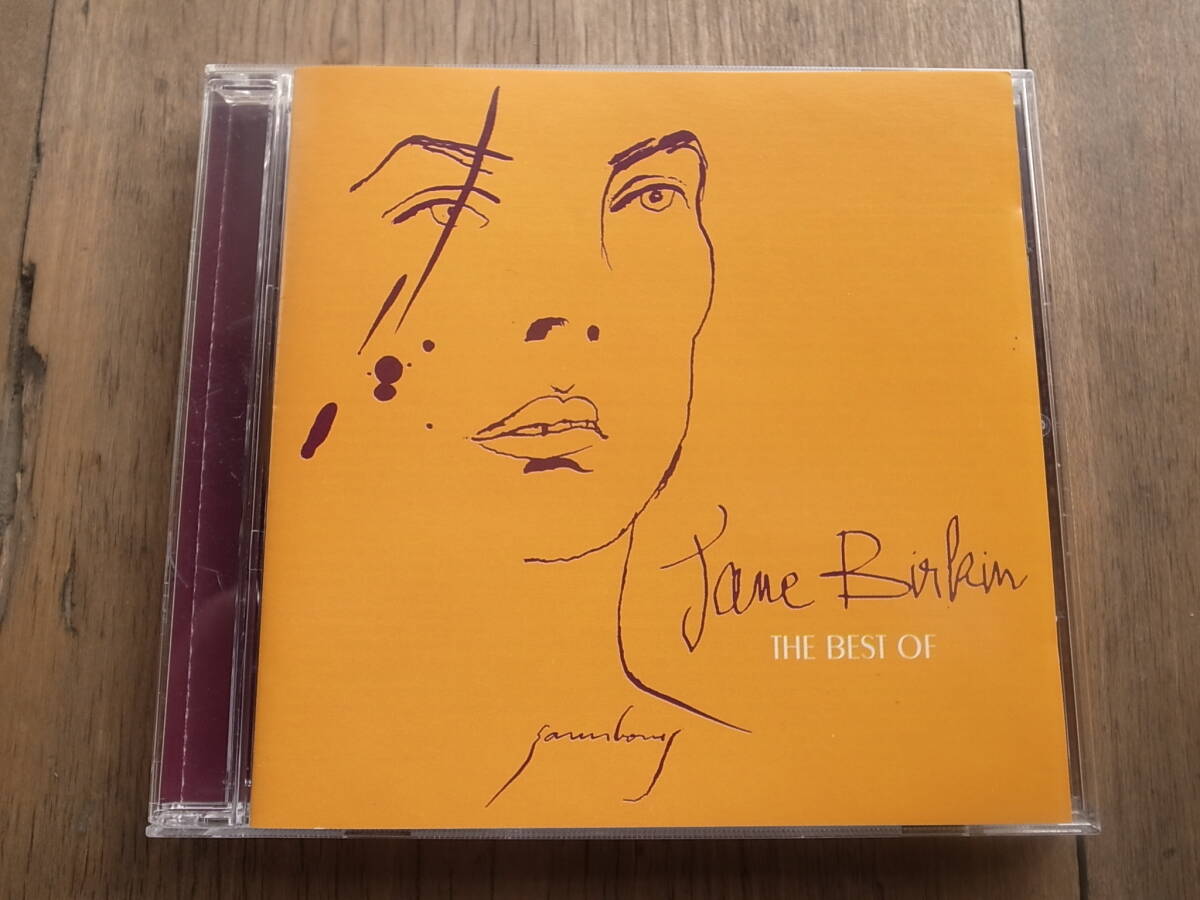 Jane Birkin
THE BEST OF
Gainsbourg